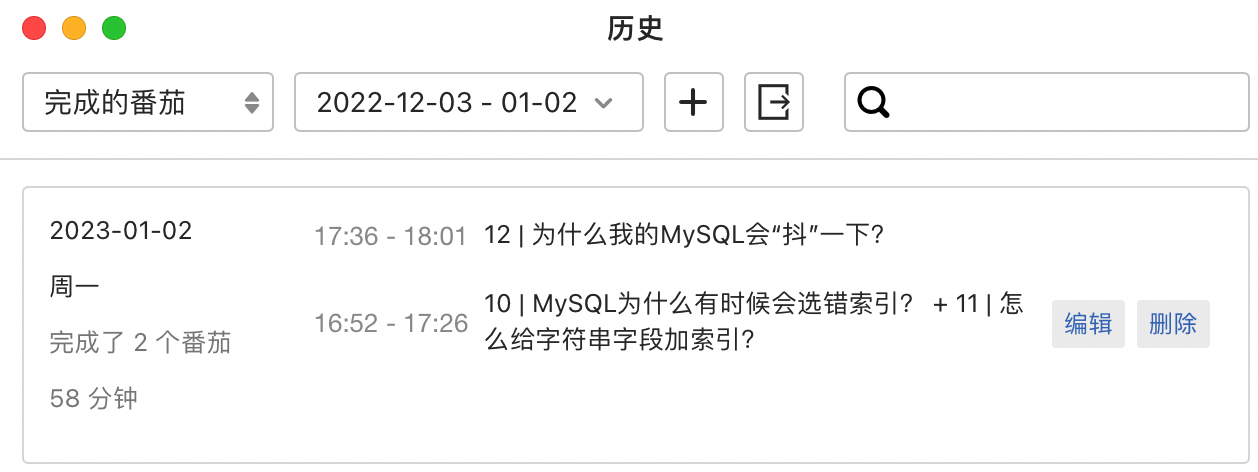 历史
完成的番茄
2022-12-03 - 01-02
2023-01-02
周一
完成了 2 个番茄
58 分钟
17:36 - 18:01
12 | 为什么我的MySQL会“抖”一下?
16:52 - 17:26
10 | MySQL为什么有时候会选错索引？ + 11 | 怎
么给字符串字段加索引?
编辑
删除